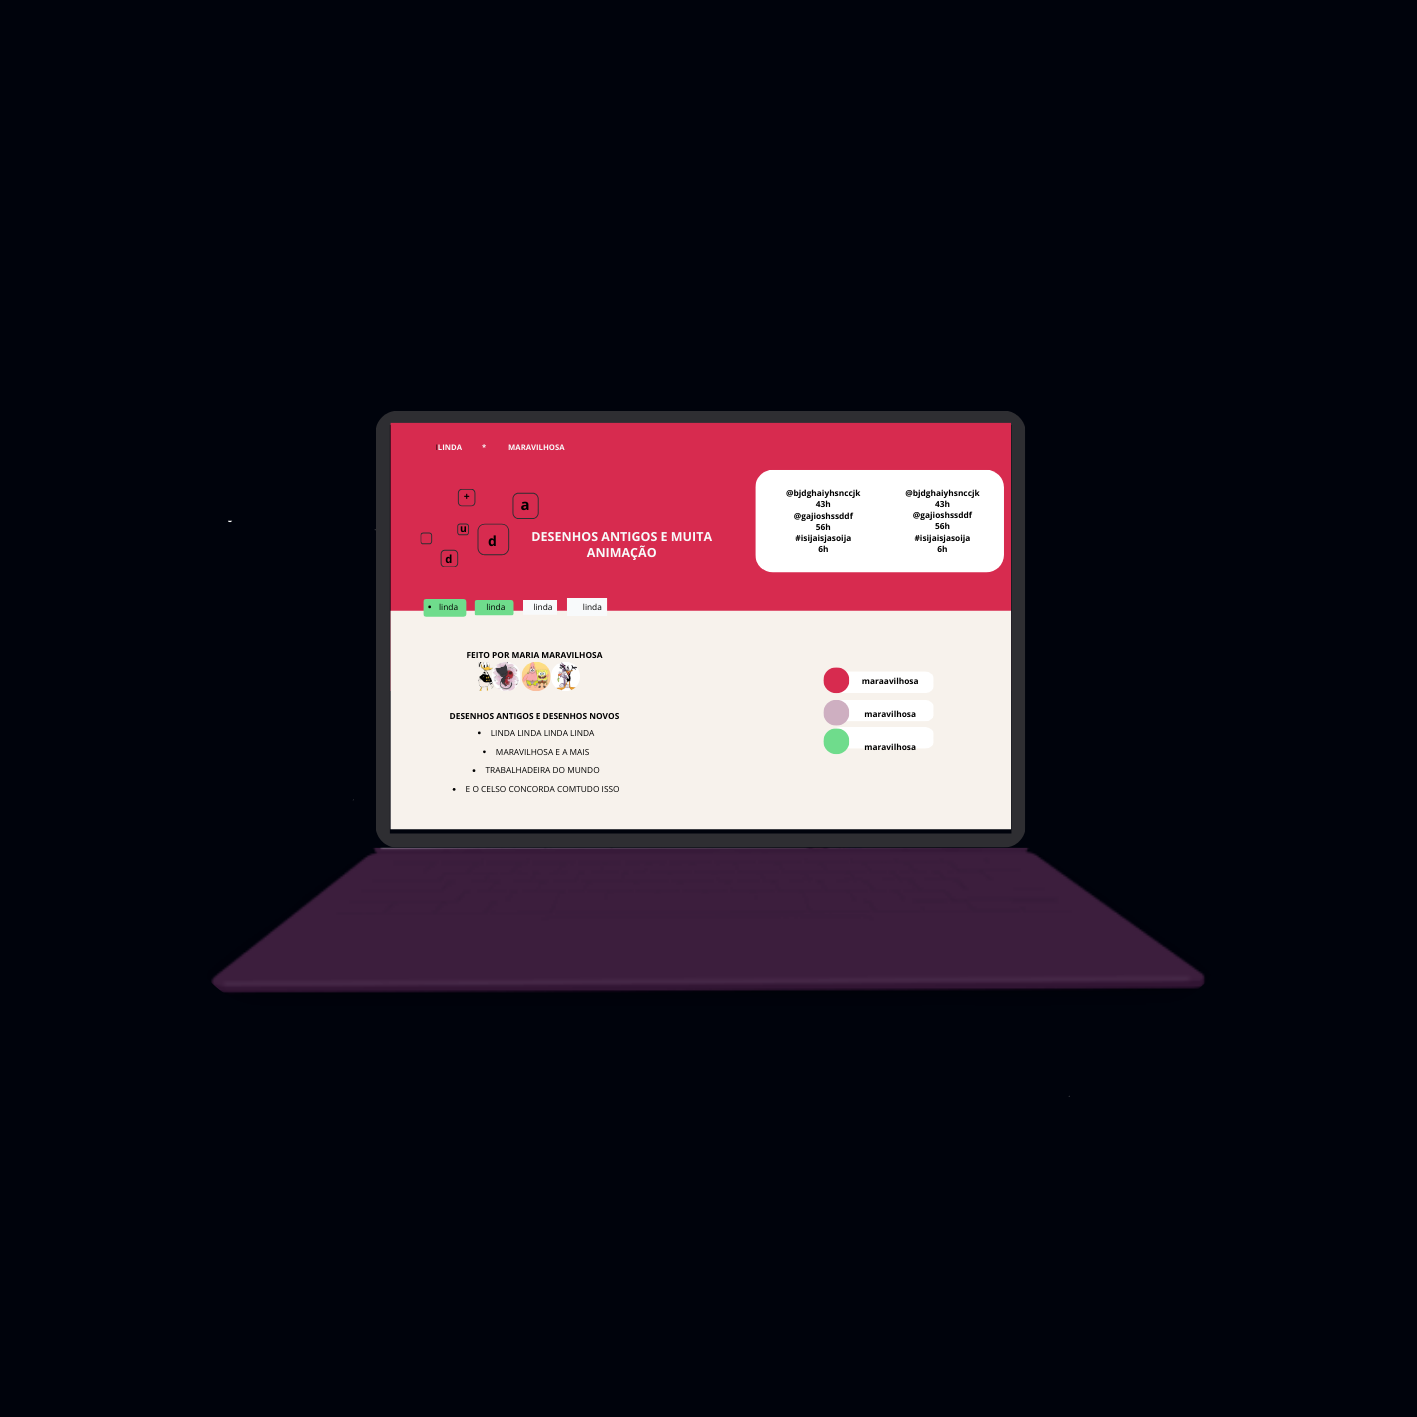 LINDA * MARAVILHOSA
+
a
u
d
d
DESENHOS ANTIGOS E MUITA
ANIMAÇÃO
@bjdghaiyhsnccjk
43h
@gajioshssddf
56h
#isijaisjasoija
6h
@bjdghaiyhsnccjk
43h
@gajioshssddf
56h
#isijaisjasoija
6h
• linda
linda
linda
linda
FEITO POR MARIA MARAVILHOSA
DESENHOS ANTIGOS E DESENHOS NOVOS
• LINDA LINDA LINDA LINDA
• MARAVILHOSA E A MAIS
• TRABALHADEIRA DO MUNDO
• E O CELSO CONCORDA COMTUDO ISSO
maraavilhosa
maravilhosa
maravilhosa